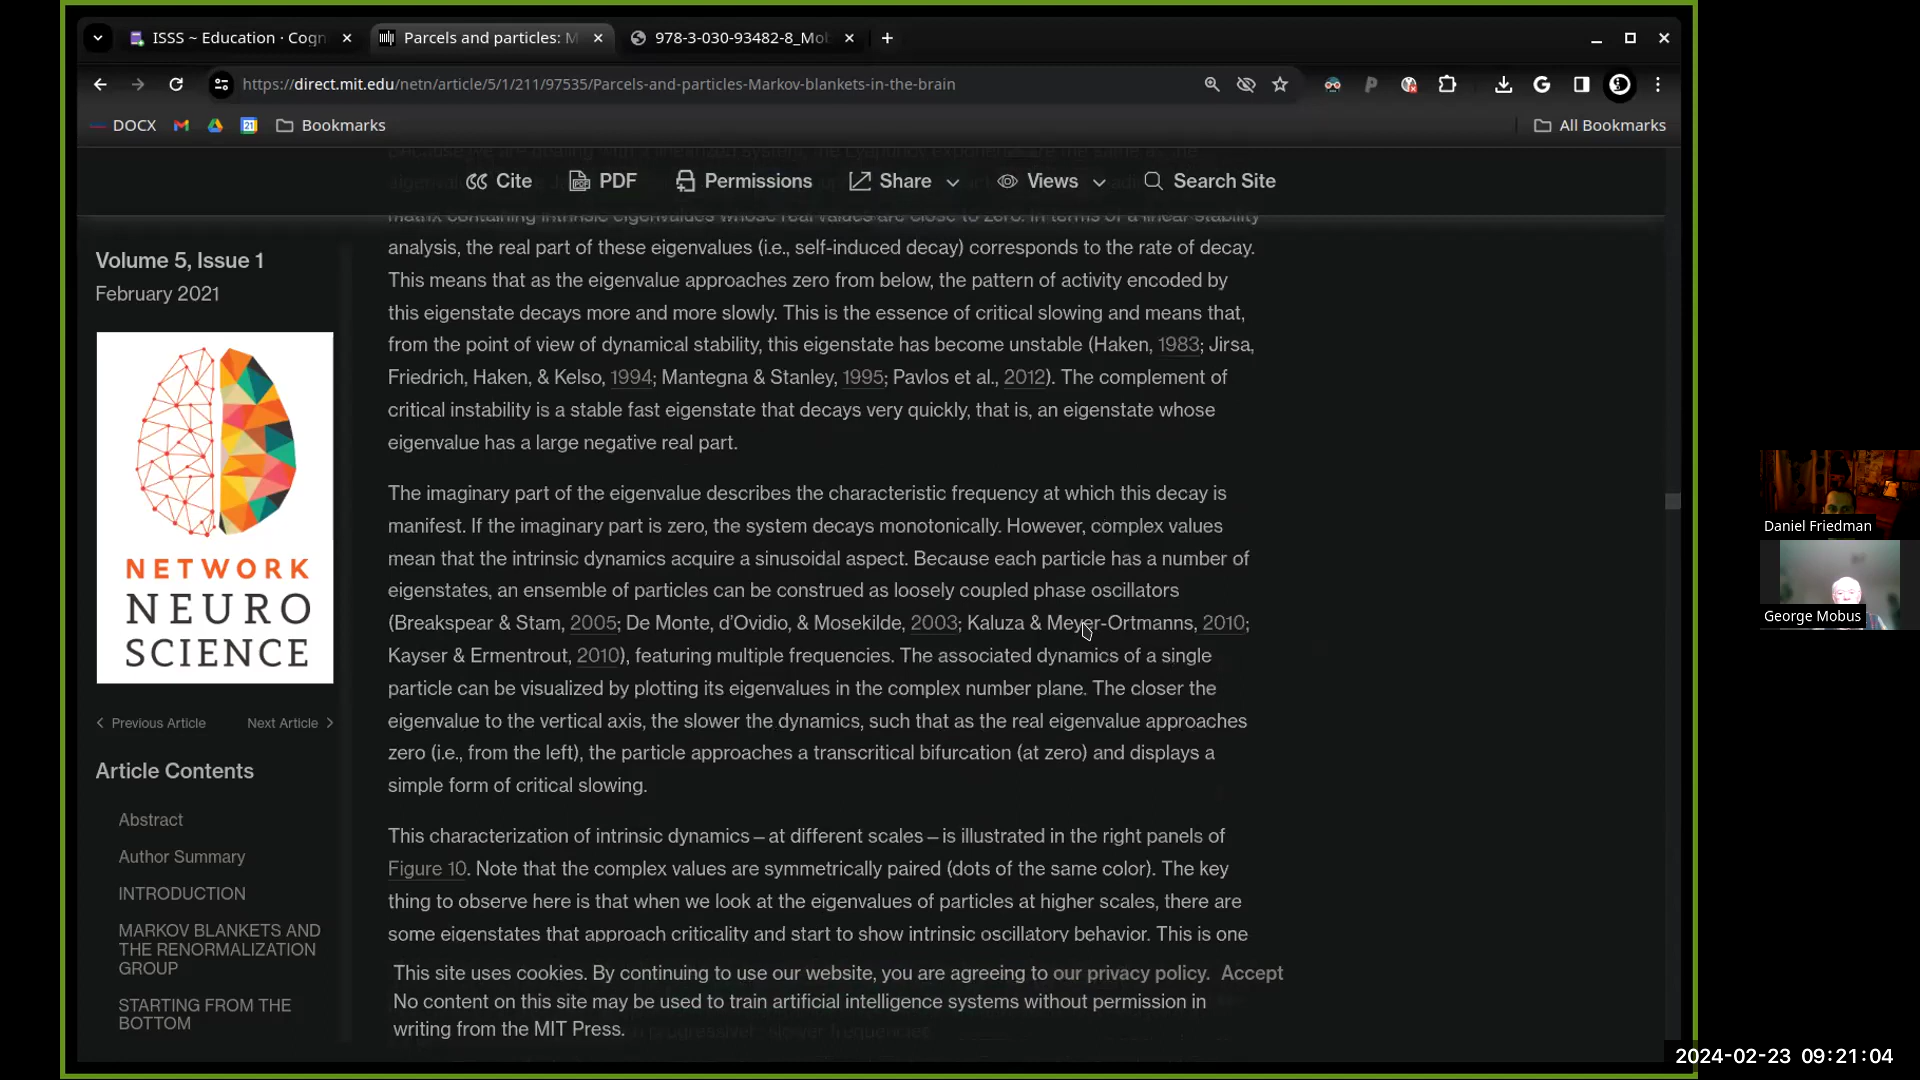 ISSS ~ Education · Cogn
Parcels and particles: M
978-3-030-93482-8_Mob
https://direct.mit.edu/netn/article/5/1/211/97535/Parcels-and-particles-Markov-blankets-in-the-brain
DOCX
21
Bookmarks
All Bookmarks
Cite
PDF
Permissions
Share
Views
Search Site
matrix containing intrinsic eigenvalues whose real values are close to zero. In terms of a linear stability
analysis, the real part of these eigenvalues (i.e., self-induced decay) corresponds to the rate of decay.
This means that as the eigenvalue approaches zero from below, the pattern of activity encoded by
this eigenstate decays more and more slowly. This is the essence of critical slowing and means that,
from the point of view of dynamical stability, this eigenstate has become unstable (Haken, 1983; Jirsa,
Friedrich, Haken, & Kelso, 1994; Mantegna & Stanley, 1995; Pavlos et al., 2012). The complement of
critical instability is a stable fast eigenstate that decays very quickly, that is, an eigenstate whose
eigenvalue has a large negative real part.
The imaginary part of the eigenvalue describes the characteristic frequency at which this decay is
manifest. If the imaginary part is zero, the system decays monotonically. However, complex values
mean that the intrinsic dynamics acquire a sinusoidal aspect. Because each particle has a number of
eigenstates, an ensemble of particles can be construed as loosely coupled phase oscillators
(Breakspear & Stam, 2005; De Monte, d'Ovidio, & Mosekilde, 2003; Kaluza & Meyer-Ortmanns, 2010;
Kayser & Ermentrout, 2010), featuring multiple frequencies. The associated dynamics of a single
particle can be visualized by plotting its eigenvalues in the complex number plane. The closer the
eigenvalue to the vertical axis, the slower the dynamics, such that as the real eigenvalue approaches
zero (i.e., from the left), the particle approaches a transcritical bifurcation (at zero) and displays a
simple form of critical slowing.
This characterization of intrinsic dynamics—at different scales—is illustrated in the right panels of
Figure 10. Note that the complex values are symmetrically paired (dots of the same color). The key
thing to observe here is that when we look at the eigenvalues of particles at higher scales, there are
some eigenstates that approach criticality and start to show intrinsic oscillatory behavior. This is one
This site uses cookies. By continuing to use our website, you are agreeing to our privacy policy. Accept
No content on this site may be used to train artificial intelligence systems without permission in
writing from the MIT Press.
Volume 5, Issue 1
February 2021
NETWORK
NEURO
SCIENCE
Previous Article
Next Article
Article Contents
Abstract
Author Summary
INTRODUCTION
MARKOV BLANKETS AND
THE RENORMALIZATION
GROUP
STARTING FROM THE
BOTTOM
Daniel Friedman
George Mobus
2024-02-23 09:21:04